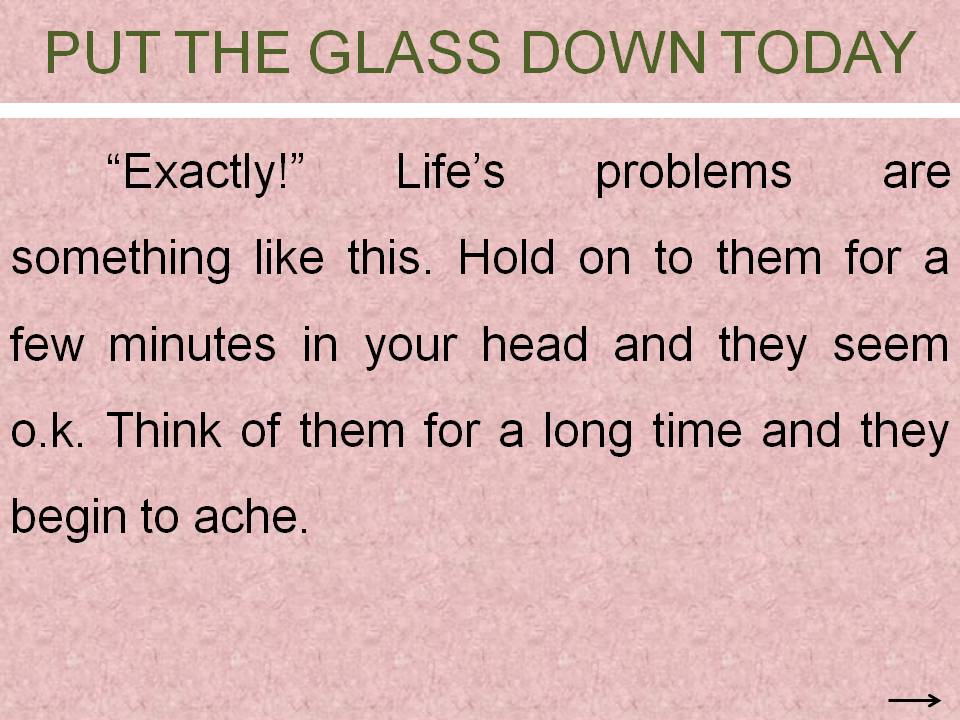 PUT THE GLASS DOWN TODAY
“Exactly!” Life’s problems are
something like this. Hold on to them for a
few minutes in your head and they seem
o.k. Think of them for a long time and they
begin to ache.